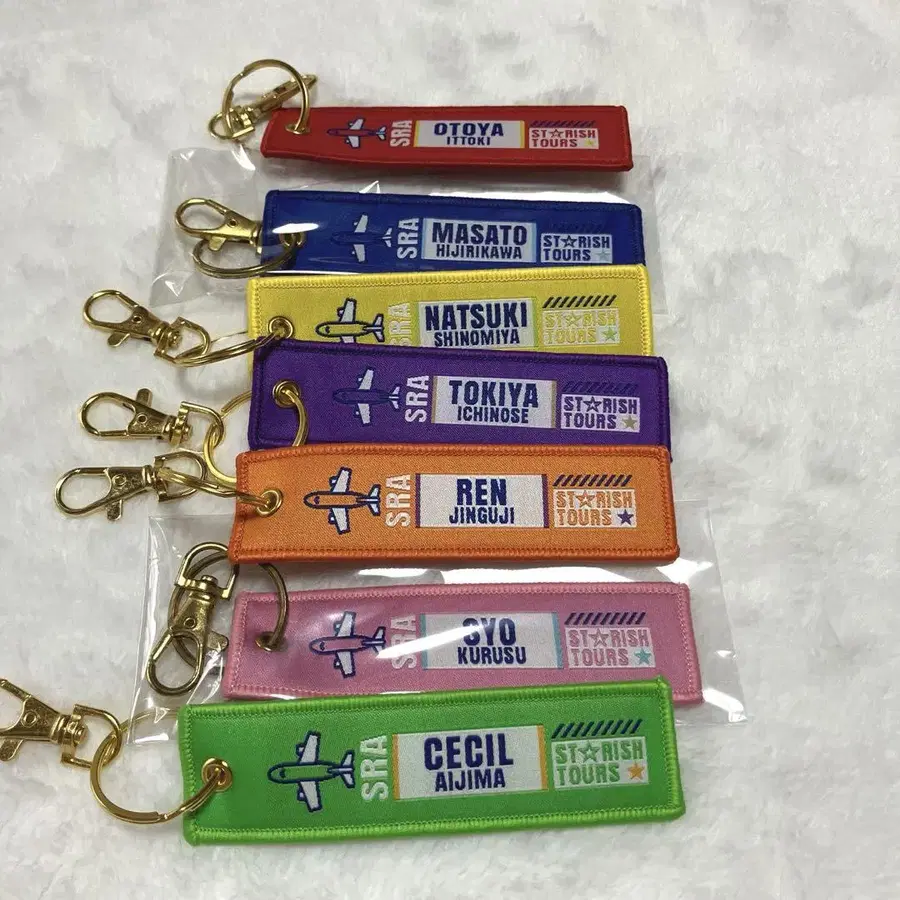 SRA
OTOYA
ITTOKI
ST☆RISH
TOURS
SRA
MASATO
HIJIRIKAWA
ST☆RISH
TOURS
SRA
NATSUKI
SHINOMIYA
ST☆RISH
TOURS
SRA
TOKIYA
ICHINOSE
ST☆RISH
TOURS
SRA
REN
JINGUJI
ST☆RISH
TOURS
SRA
SYO
KURUSU
ST☆RISH
TOURS
SRA
CECIL
AIJIMA
ST☆RISH
TOURS